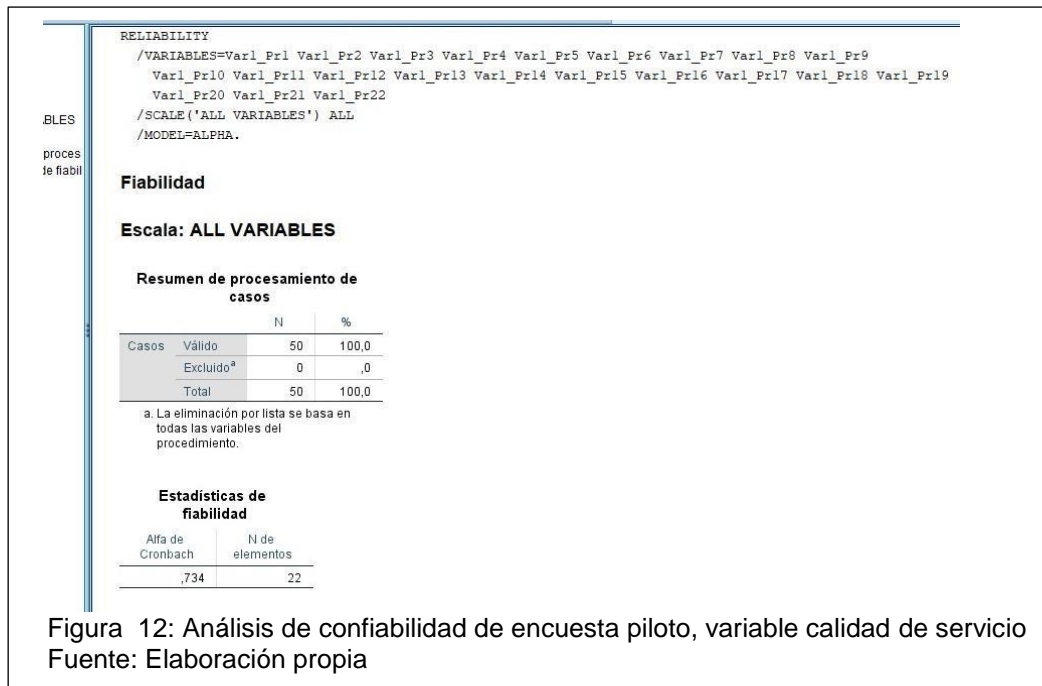 RELIABILITY
/VARIABLES=Var1_Pr1 Var1_Pr2 Var1_Pr3 Var1_Pr4 Var1_Pr5 Var1_Pr6 Var1_Pr7 Var1_Pr8 Var1_Pr9
Var1_Pr10 Var1_Pr11 Var1_Pr12 Var1_Pr13 Var1_Pr14 Var1_Pr15 Var1_Pr16 Var1_Pr17 Var1_Pr18 Var1_Pr19
Var1_Pr20 Var1_Pr21 Var1_Pr22
/SCALE('ALL VARIABLES') ALL
/MODEL=ALPHA.
ABLES
proces
de fiabil
Fiabilidad
Escala: ALL VARIABLES
Resumen de procesamiento de
casos
N %
Casos Válido 50 100,0
Excluido^a 0 ,0
Total 50 100,0
a. La eliminación por lista se basa en
todas las variables del
procedimiento.
Estadísticas de
fiabilidad
Alfa de N de
Cronbach elementos
,734 22
Figura 12: Análisis de confiabilidad de encuesta piloto, variable calidad de servicio
Fuente: Elaboración propia